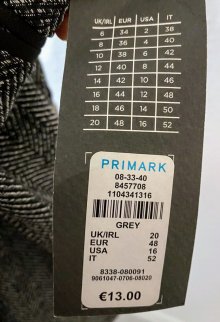 UK/IRL EUR USA IT
6 34 2 38
8 36 4 40
10 38 6 42
12 40 8 44
14 42 10 46
16 44 12 48
18 46 14 50
20 48 16 52
PRIMARK
08-33-40
8457708
1104341316
GREY
UK/IRL 20
EUR 48
USA 16
IT 52
8338-080091
9061047-0706-08020
€13.00